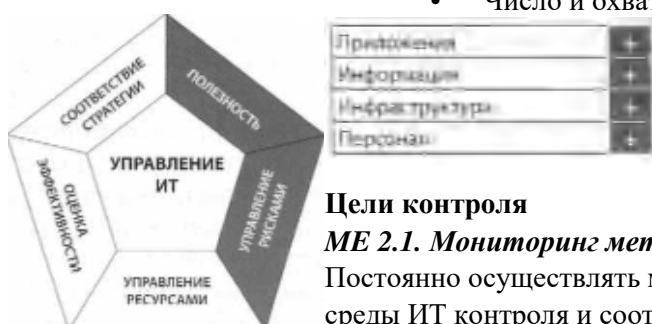 • Число и охват
Приложения +
Информация +
Инфраструктура +
Персонал +
СООТВЕТСТВИЕ
СТРАТЕГИИ
ПОЛЕЗНОСТЬ
УПРАВЛЕНИЕ
ИТ
ОЦЕНКА
ЭФФЕКТИВНОСТИ
УПРАВЛЕНИЕ
РИСКАМИ
УПРАВЛЕНИЕ
РЕСУРСАМИ
Цели контроля
ME 2.1. Мониторинг мет
Постоянно осуществлять м
среды ИТ контроля и соот